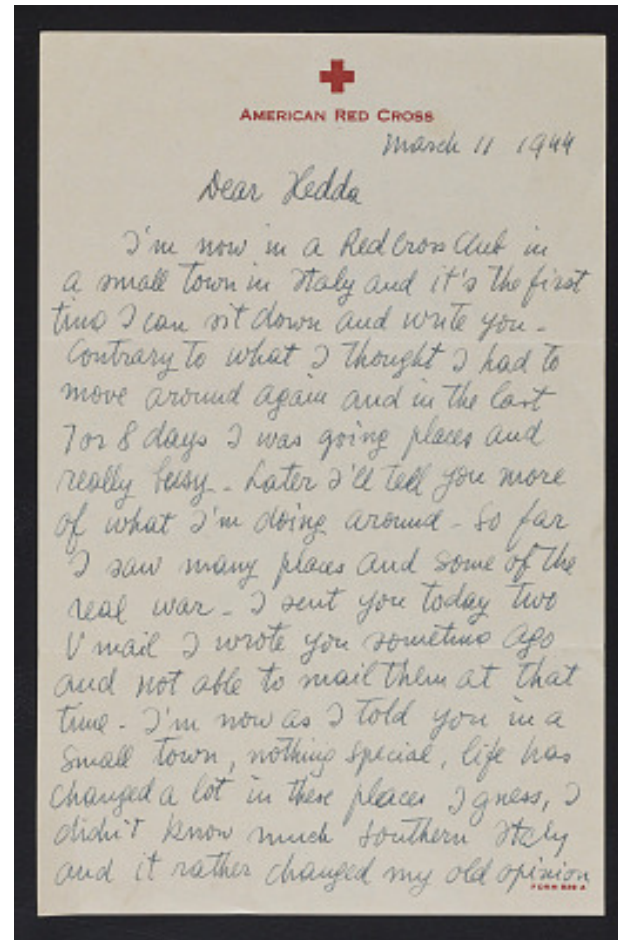 AMERICAN RED CROSS
March 11 1944
Dear Hedda
I'm now in a Red Cross Club in
a small town in Italy and it's the first
time I can sit down and write you -
Contrary to what I thought I had to
move around again and in the last
7 or 8 days I was going places and
really busy - Later I'll tell you more
of what I'm doing around - So far
I saw many places and some of the
real war - I sent you today two
V mail I wrote you sometime ago
and not able to mail them at that
time - I'm now as I told you in a
small town, nothing special, life has
changed a lot in these places I guess, I
didn't know much southern Italy
and it rather changed my old opinion
FORM 539 A